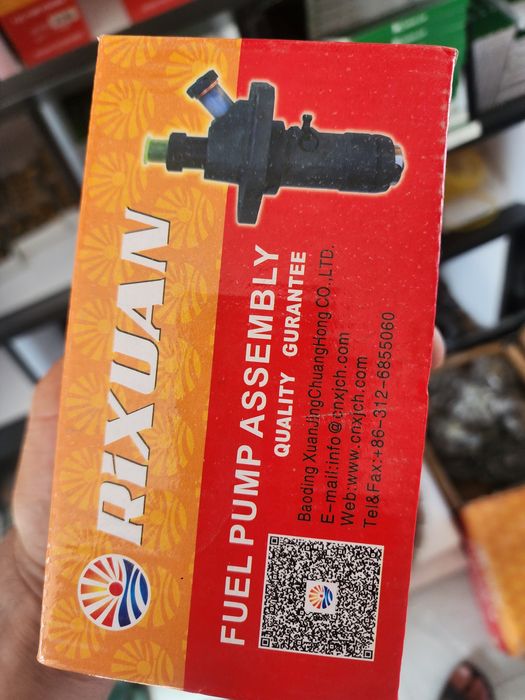 RiXUAN
FUEL PUMP ASSEMBLY
QUALITY GURANTEE
Baoding XuanJingChuangHong CO.,LTD.
E-mail:info@cnxjch.com
Web:www.cnxjch.com
Tel&Fax:+86-312-6855060